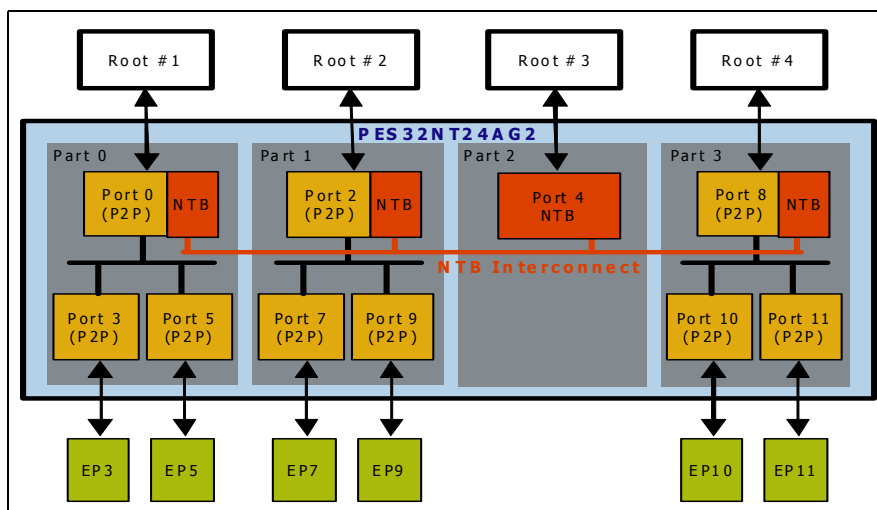 Root #1
Root #2
Root #3
Root #4
PES32NT24AG2
Part 0
Part 1
Part 2
Part 3
Port 0
(P2P)
NTB
Port 2
(P2P)
NTB
Port 4
NTB
Port 8
(P2P)
NTB
NTB Interconnect
Port 3
(P2P)
Port 5
(P2P)
Port 7
(P2P)
Port 9
(P2P)
Port 10
(P2P)
Port 11
(P2P)
EP3
EP5
EP7
EP9
EP10
EP11